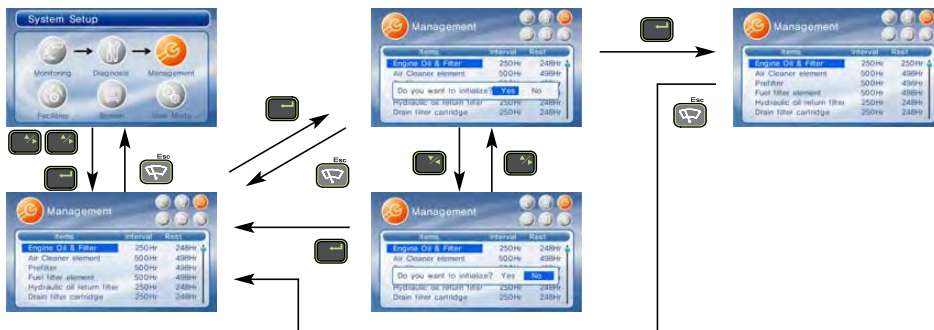 System Setup
Monitoring Diagnosis Management
Facilities Screen User Mode
Esc
Management
Items Interval Rest
Engine Oil & Filter 250Hr 248Hr
Air Cleaner element 500Hr 498Hr
Do you want to initialize? Yes No
Hydraulic oil return filter 250Hr 248Hr
Drain filter cartridge 250Hr 248Hr
Esc
Management
Items Interval Rest
Engine Oil & Filter 250Hr 250Hr
Air Cleaner element 500Hr 498Hr
Prefilter 500Hr 498Hr
Fuel filter element 500Hr 498Hr
Hydraulic oil return filter 250Hr 248Hr
Drain filter cartridge 250Hr 248Hr
Esc
Management
Items Interval Rest
Engine Oil & Filter 250Hr 248Hr
Air Cleaner element 500Hr 498Hr
Prefilter 500Hr 498Hr
Fuel filter element 500Hr 498Hr
Hydraulic oil return filter 250Hr 248Hr
Drain filter cartridge 250Hr 248Hr
Management
Items Interval Rest
Engine Oil & Filter 250Hr 248Hr
Air Cleaner element 500Hr 498Hr
Do you want to initialize? Yes No
Hydraulic oil return filter 250Hr 248Hr
Drain filter cartridge 250Hr 248Hr